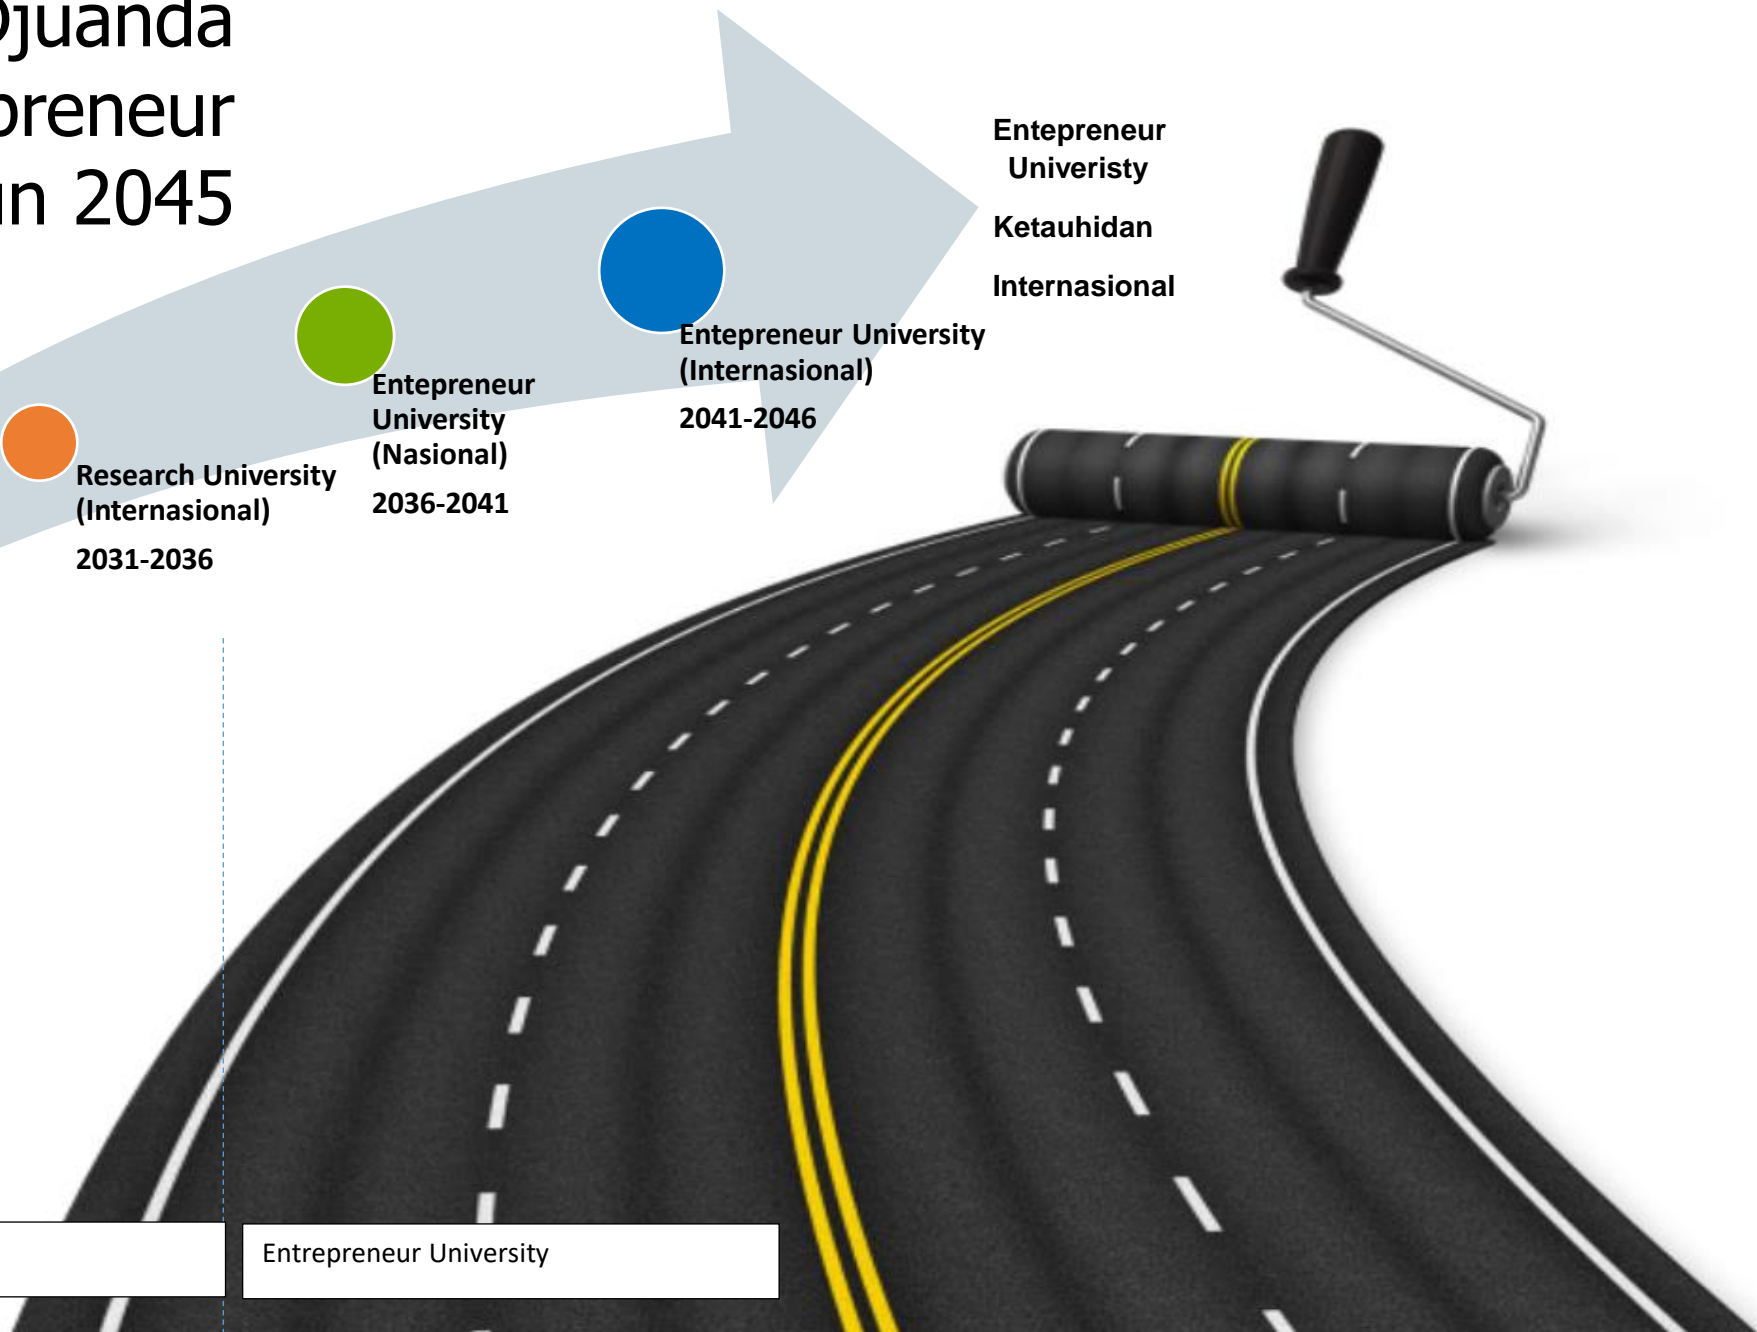 Djuanda
preneur
un 2045
Entepreneur
Univeristy
Ketauhidan
Internasional
Entepreneur University
(Internasional)
2041-2046
Entepreneur
University
(Nasional)
2036-2041
Research University
(Internasional)
2031-2036
Entrepreneur University